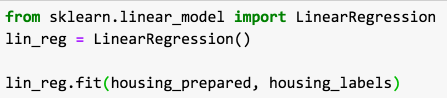 from sklearn.linear_model import LinearRegression
lin_reg = LinearRegression()
lin_reg.fit(housing_prepared, housing_labels)